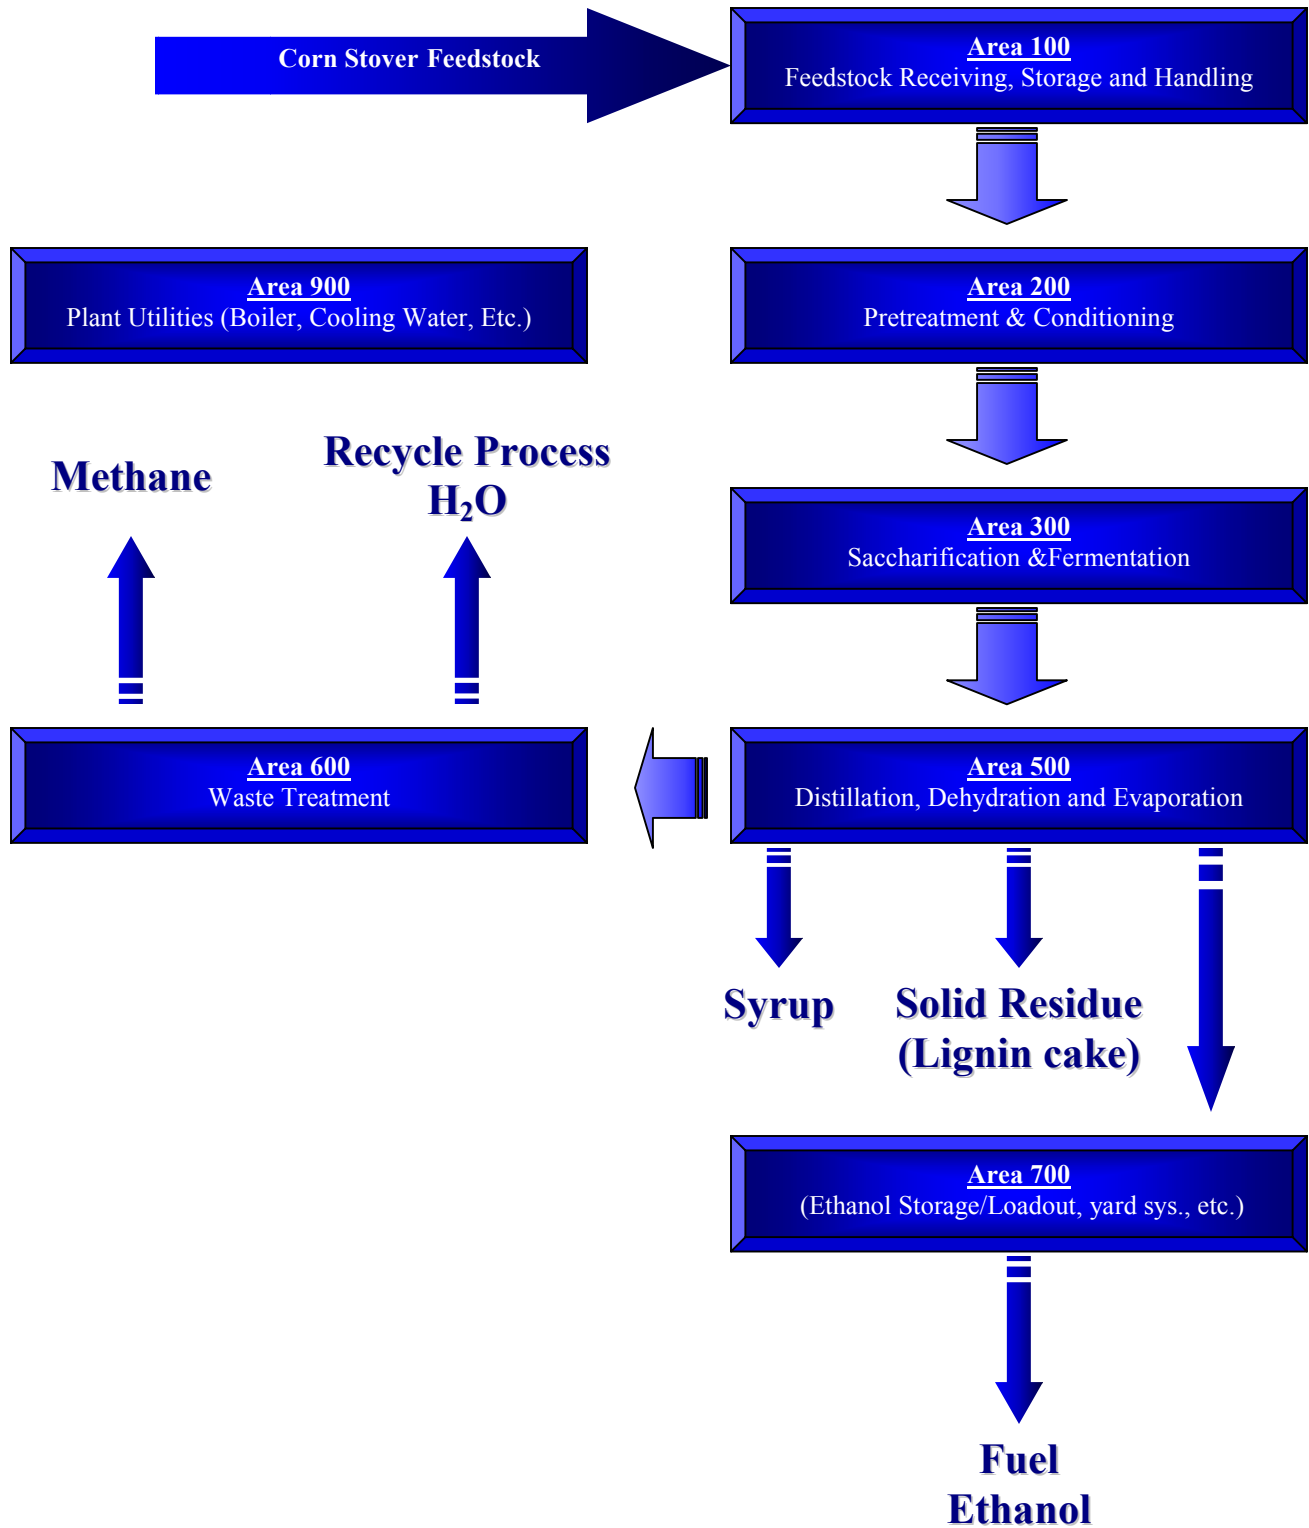 Corn Stover Feedstock
Area 100
Feedstock Receiving, Storage and Handling
Area 900
Plant Utilities (Boiler, Cooling Water, Etc.)
Area 200
Pretreatment & Conditioning
Methane
Recycle Process
H₂O
Area 300
Saccharification &Fermentation
Area 600
Waste Treatment
Area 500
Distillation, Dehydration and Evaporation
Syrup
Solid Residue
(Lignin cake)
Area 700
(Ethanol Storage/Loadout, yard sys., etc.)
Fuel
Ethanol